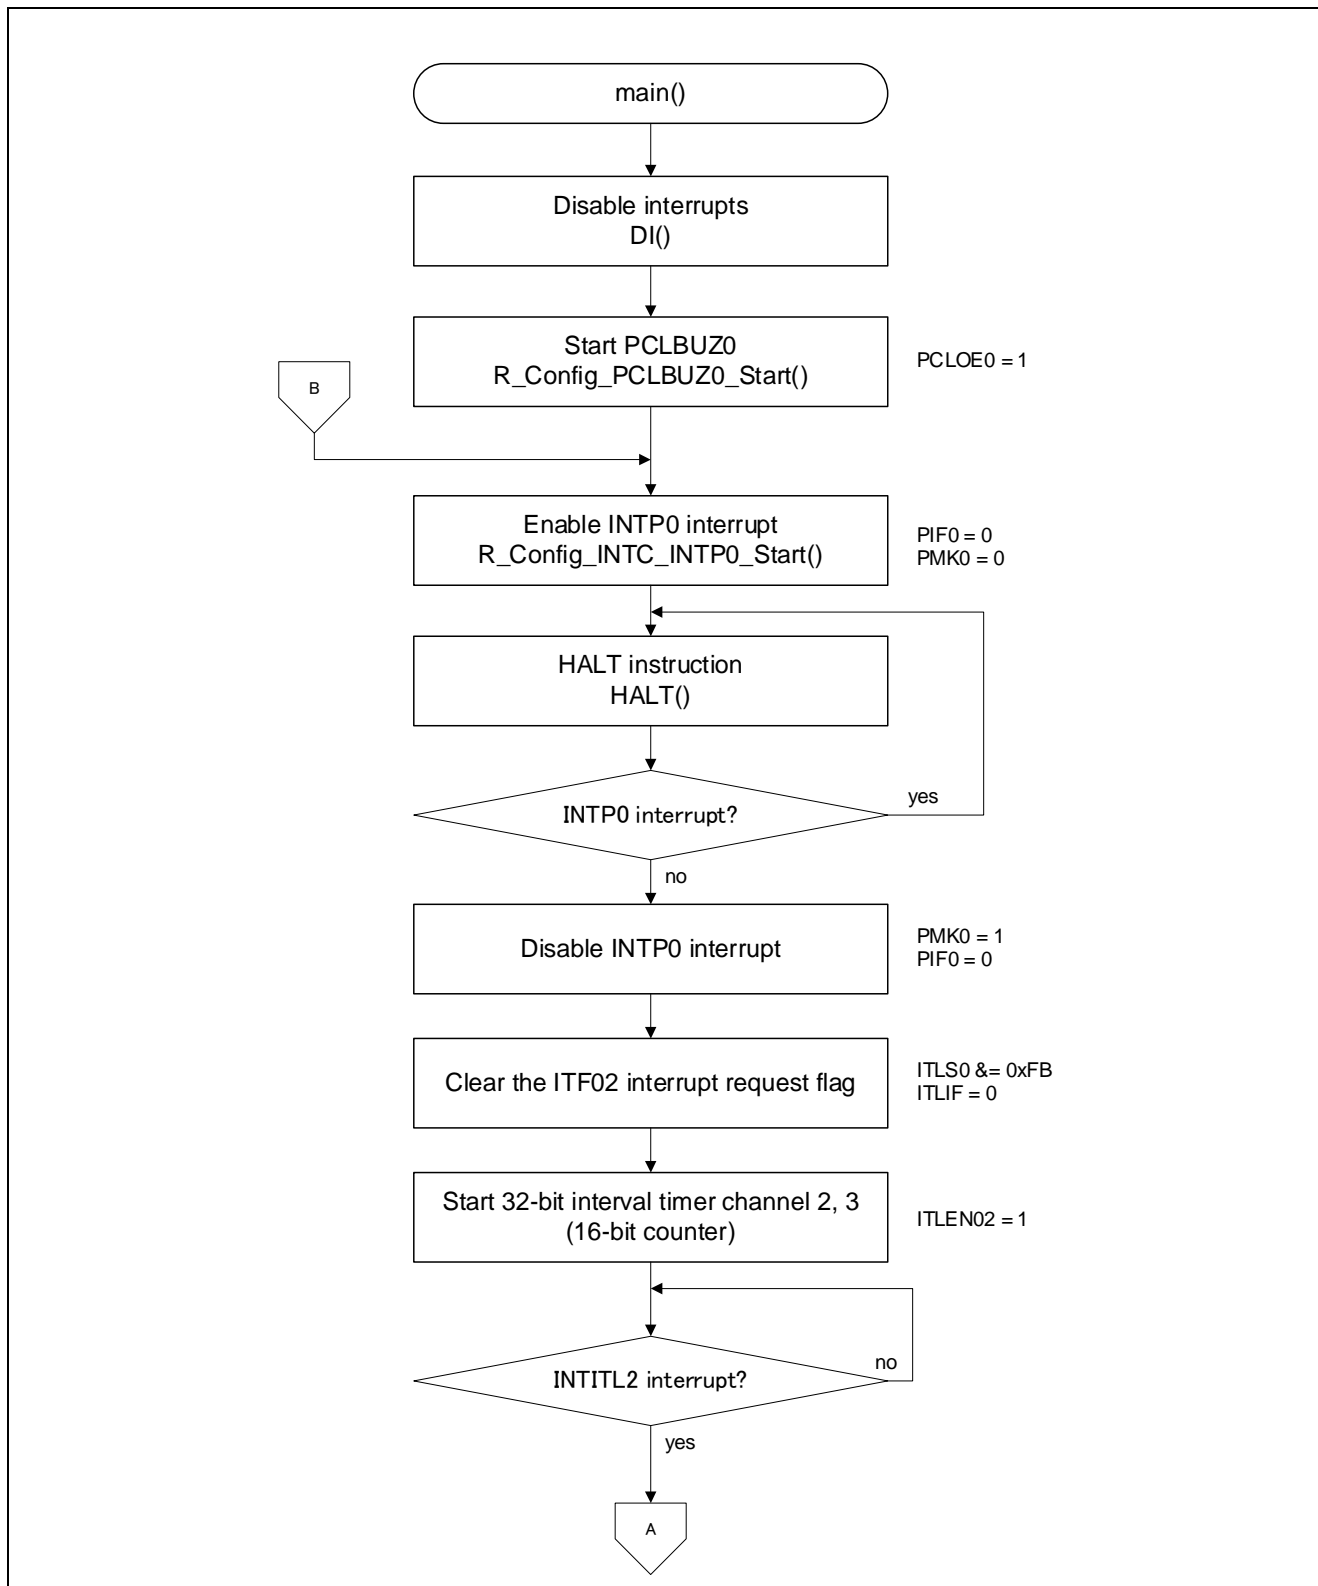 main()
Disable interrupts
DI()
Start PCLBUZ0
R_Config_PCLBUZ0_Start()
PCLOE0 = 1
B
Enable INTP0 interrupt
R_Config_INTC_INTP0_Start()
PIF0 = 0
PMK0 = 0
HALT instruction
HALT()
INTP0 interrupt?
yes
no
Disable INTP0 interrupt
PMK0 = 1
PIF0 = 0
Clear the ITF02 interrupt request flag
ITLS0 &= 0xFB
ITLIF = 0
Start 32-bit interval timer channel 2, 3
(16-bit counter)
ITLEN02 = 1
INTITL2 interrupt?
no
yes
A